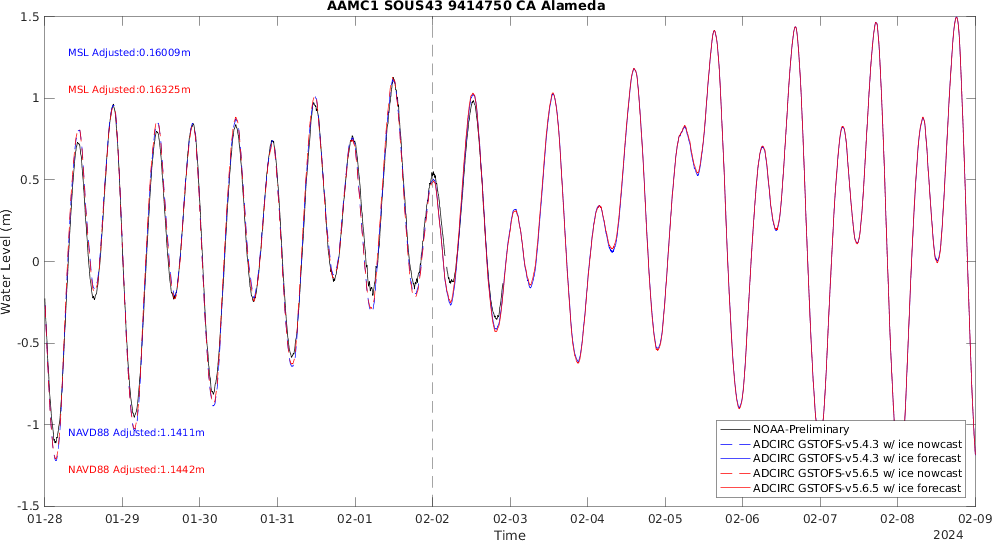 AAMC1 SOUS43 9414750 CA Alameda
1.5
MSL Adjusted:0.16009m
MSL Adjusted:0.16325m
1
0.5
0
-0.5
-1
-1.5
Water Level (m)
NAVD88 Adjusted:1.1411m
NAVD88 Adjusted:1.1442m
NOAA-Preliminary
ADCIRC GSTOFS-v5.4.3 w/ ice nowcast
ADCIRC GSTOFS-v5.4.3 w/ ice forecast
ADCIRC GSTOFS-v5.6.5 w/ ice nowcast
ADCIRC GSTOFS-v5.6.5 w/ ice forecast
01-28 01-29 01-30 01-31 02-01 02-02 02-03 02-04 02-05 02-06 02-07 02-08 02-09
Time
2024